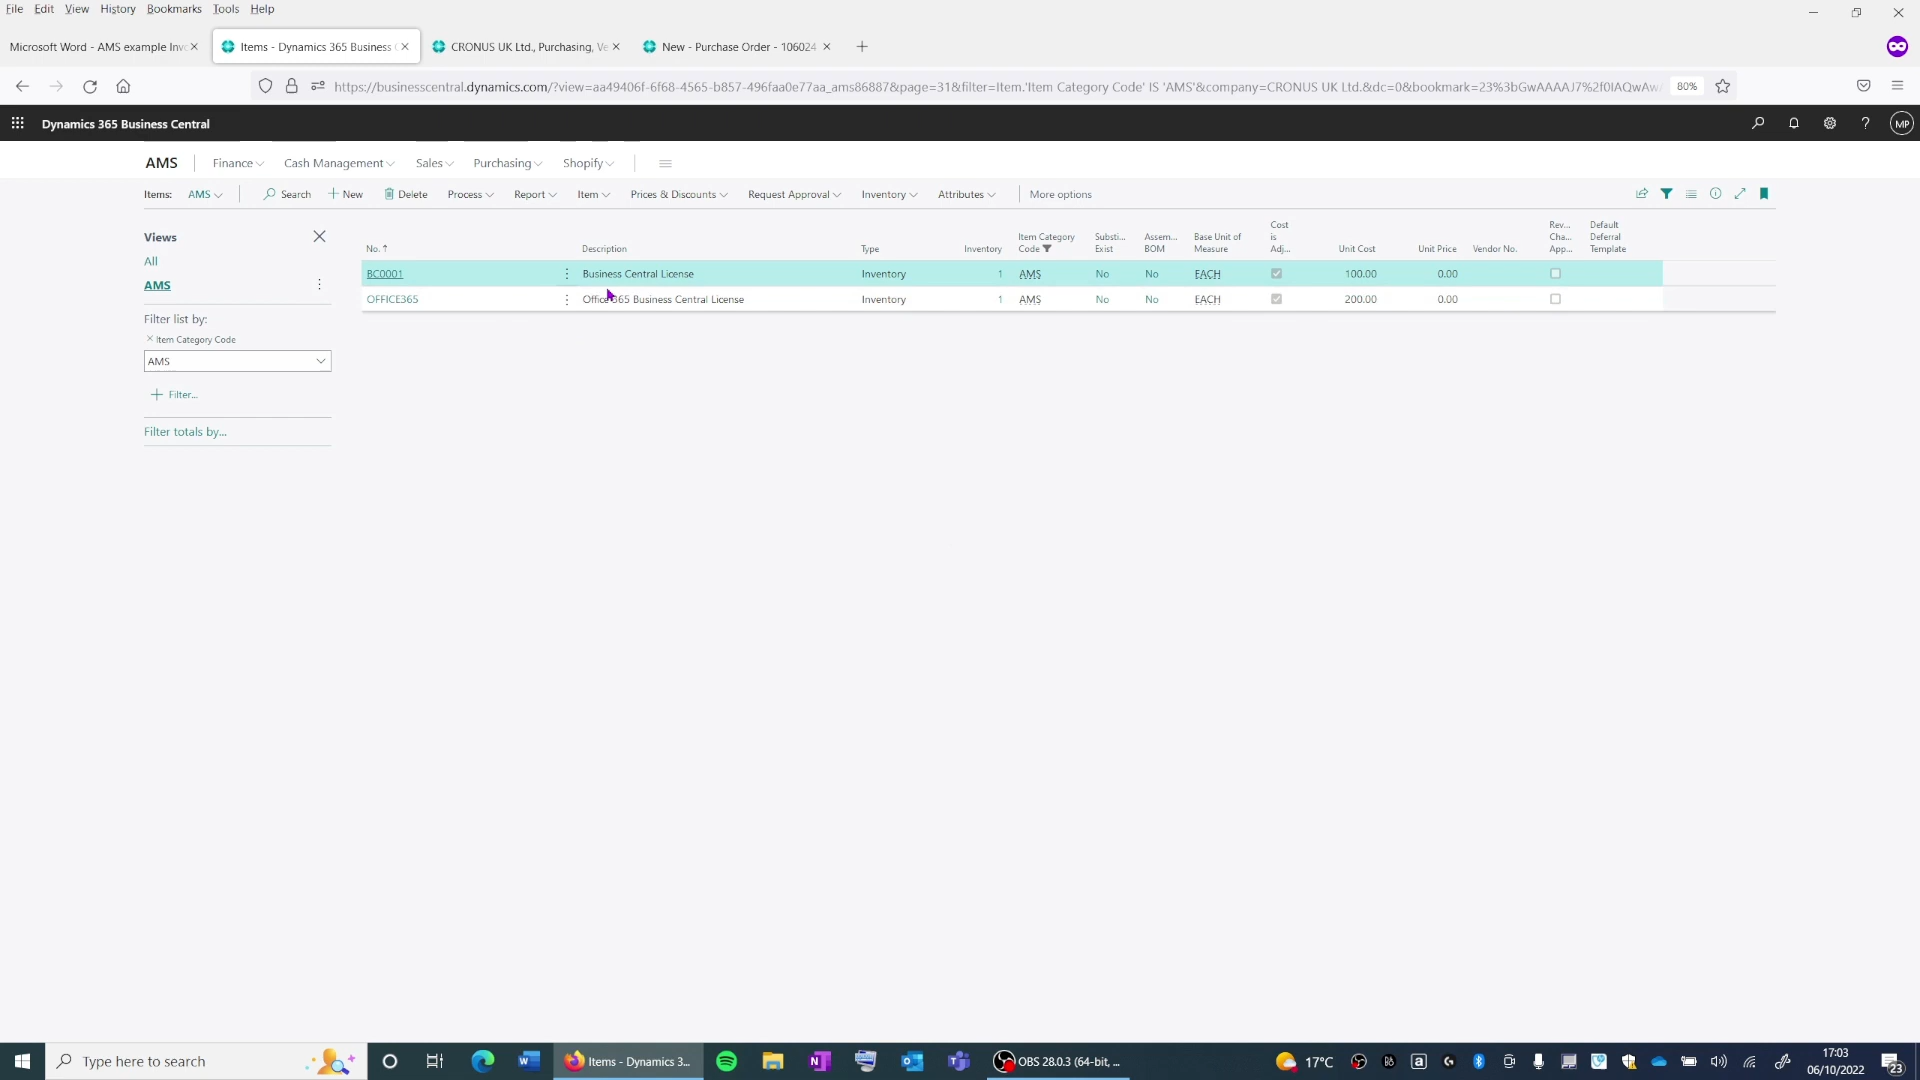 File Edit View History Bookmarks Tools Help
Microsoft Word - AMS example Inv
Items - Dynamics 365 Business
CRONUS UK Ltd., Purchasing, Ve
New - Purchase Order - 106024
https://businesscentral.dynamics.com/?view=aa49406f-6f68-4565-b857-496faa0e77aa_ams86887&page=31&filter=Item.'Item Category Code' IS 'AMS'&company=CRONUS UK Ltd.&dc=0&bookmark=23%3bGwAAAAJ7%2f0IAQwAw
80%
Dynamics 365 Business Central
MP
AMS Finance Cash Management Sales Purchasing Shopify
Items: AMS Search New Delete Process Report Item Prices & Discounts Request Approval Inventory Attributes More options
Views
All
AMS
Filter list by:
Item Category Code
AMS
Filter...
Filter totals by...
No. ↑ Description Type Inventory Item Category Code Substi... Exist Assem... BOM Base Unit of Measure Cost is Adj... Unit Cost Unit Price Vendor No. Rev... Cha... App... Default Deferral Template
BC0001 Business Central License Inventory 1 AMS No No EACH 100.00 0.00
OFFICE365 Office 365 Business Central License Inventory 1 AMS No No EACH 200.00 0.00
Type here to search
Items - Dynamics 3...
OBS 28.0.3 (64-bit, ...
17°C
17:03
06/10/2022
23